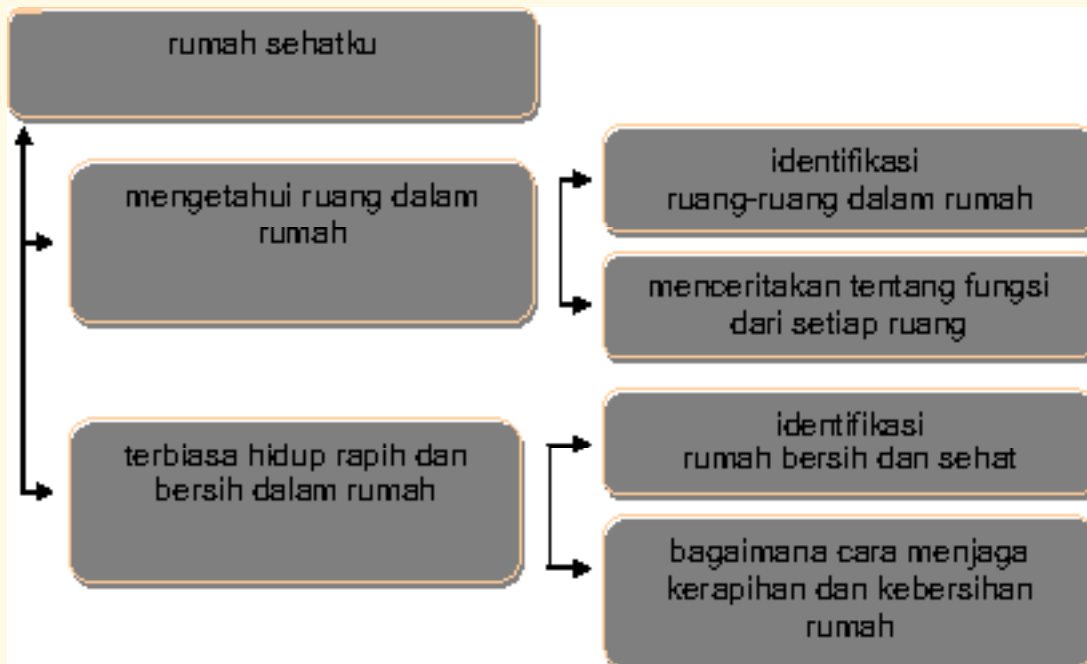 rumah sehatku
mengetahui ruang dalam
rumah
identifikasi
ruang-ruang dalam rumah
menceritakan tentang fungsi
dari setiap ruang
terbiasa hidup rapih dan
bersih dalam rumah
identifikasi
rumah bersih dan sehat
bagaimana cara menjaga
kerapihan dan kebersihan
rumah